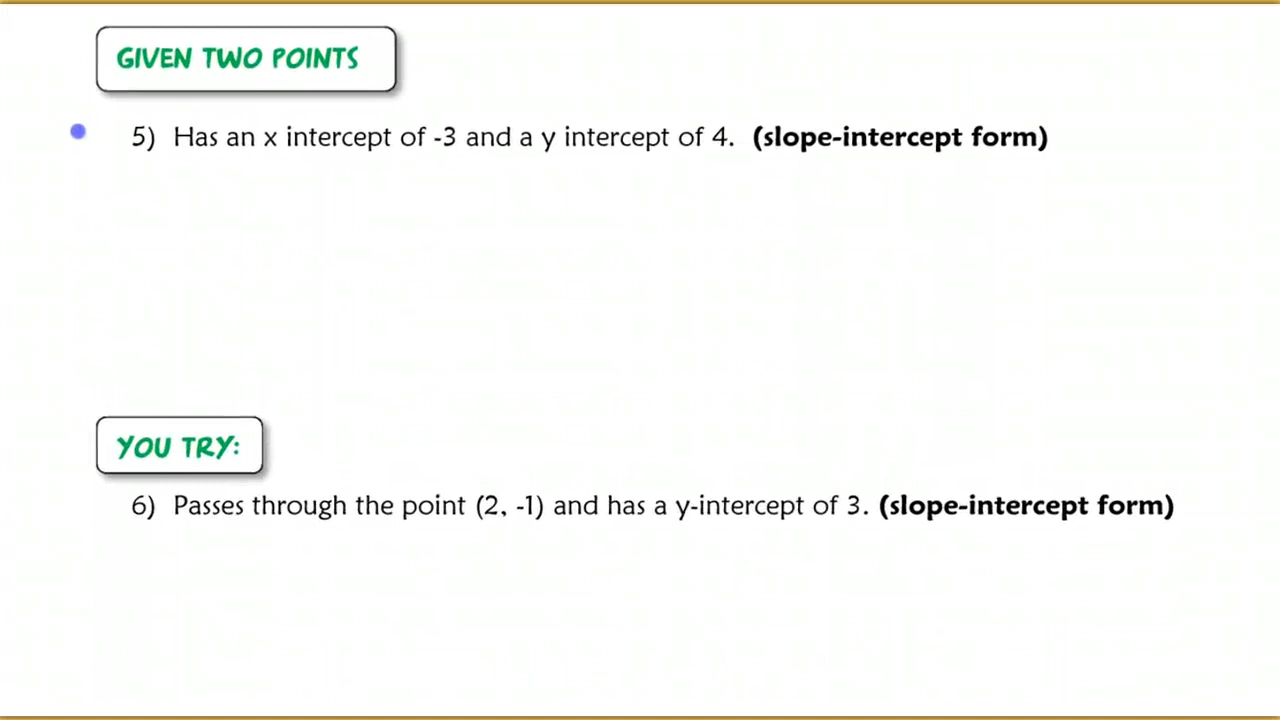 GIVEN TWO POINTS
5) Has an x intercept of -3 and a y intercept of 4. (slope-intercept form)
YOU TRY:
6) Passes through the point (2, -1) and has a y-intercept of 3. (slope-intercept form)